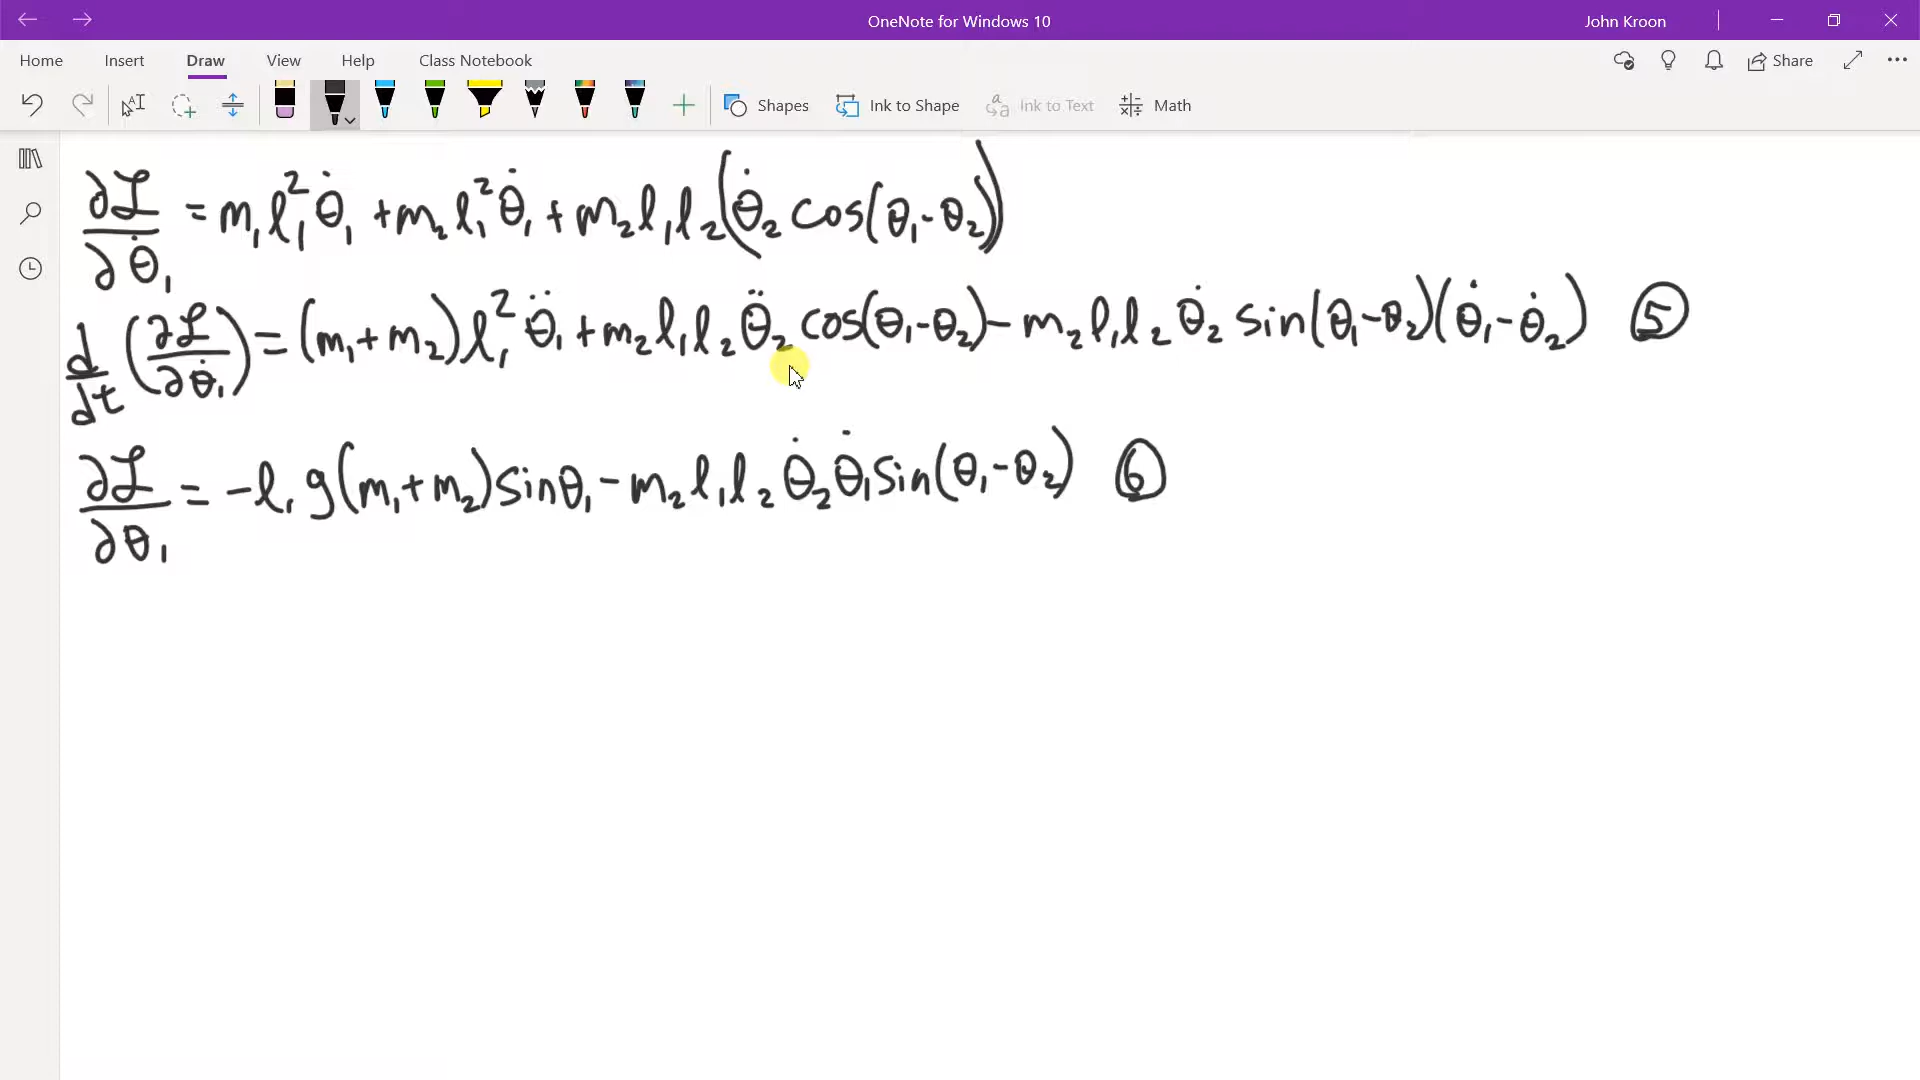 OneNote for Windows 10
John Kroon
Home Insert Draw View Help Class Notebook
Share
Shapes Ink to Shape Ink to Text Math
∂ℒ/∂θ̇₁ = m₁l₁²θ̇₁ + m₂l₁²θ̇₁ + m₂l₁l₂(θ̇₂ cos(θ₁-θ₂))
d/dt (∂ℒ/∂θ̇₁) = (m₁+m₂)l₁²θ̈₁ + m₂l₁l₂θ̈₂ cos(θ₁-θ₂) - m₂l₁l₂θ̇₂ sin(θ₁-θ₂)(θ̇₁-θ̇₂) ⑤
∂ℒ/∂θ₁ = -l₁g(m₁+m₂)sinθ₁ - m₂l₁l₂θ̇₂θ̇₁sin(θ₁-θ₂) ⑥